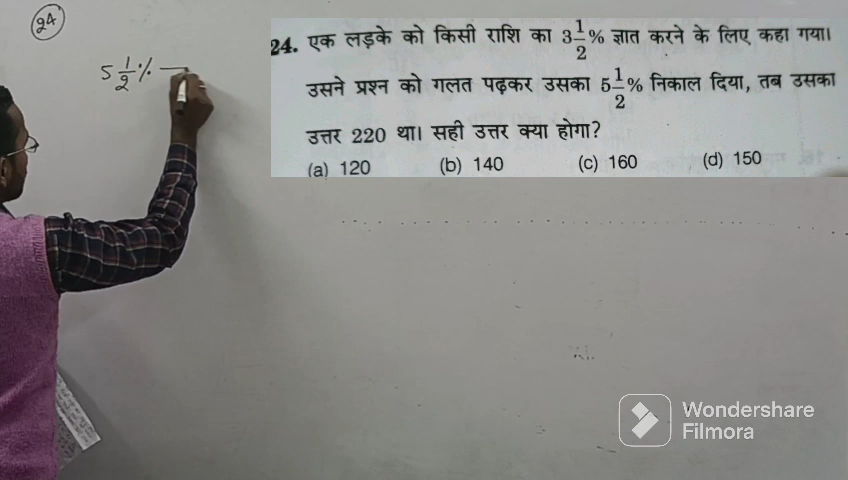 24
5 1/2 % —
24. एक लड़के को किसी राशि का 3 1/2 % ज्ञात करने के लिए कहा गया।
उसने प्रश्न को गलत पढ़कर उसका 5 1/2 % निकाल दिया, तब उसका
उत्तर 220 था। सही उत्तर क्या होगा?
(a) 120 (b) 140 (c) 160 (d) 150
Wondershare
Filmora